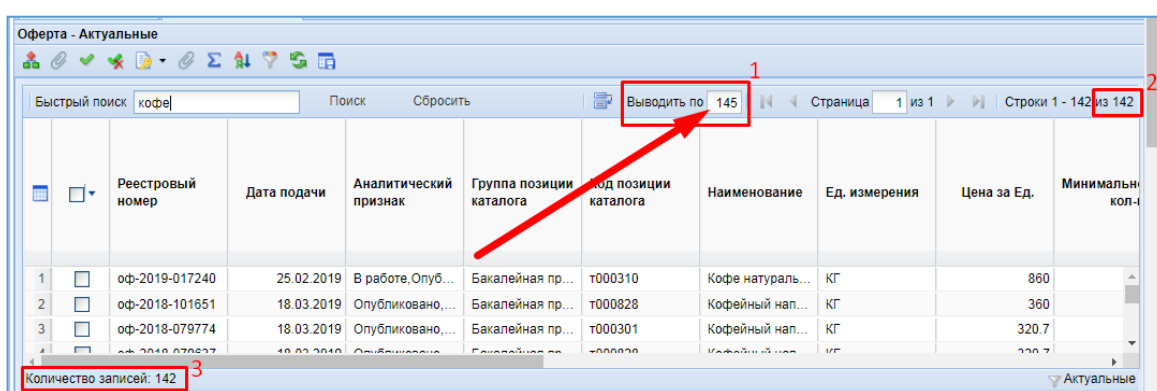 Оферта - Актуальные
1
Быстрый поиск кофе Поиск Сбросить Выводить по 145 Страница 1 из 1 Строки 1 - 142 из 142 2
Реестровый номер Дата подачи Аналитический признак Группа позиции каталога Код позиции каталога Наименование Ед. измерения Цена за Ед. Минимальн кол-
1 оф-2019-017240 25.02.2019 В работе,Опуб... Бакалейная пр... т000310 Кофе натураль... КГ 860
2 оф-2018-101651 18.03.2019 Опубликовано,... Бакалейная пр... т000828 Кофейный нап... КГ 360
3 оф-2018-079774 18.03.2019 Опубликовано,... Бакалейная пр... т000301 Кофейный нап... КГ 320.7
Количество записей: 142 3 Актуальные